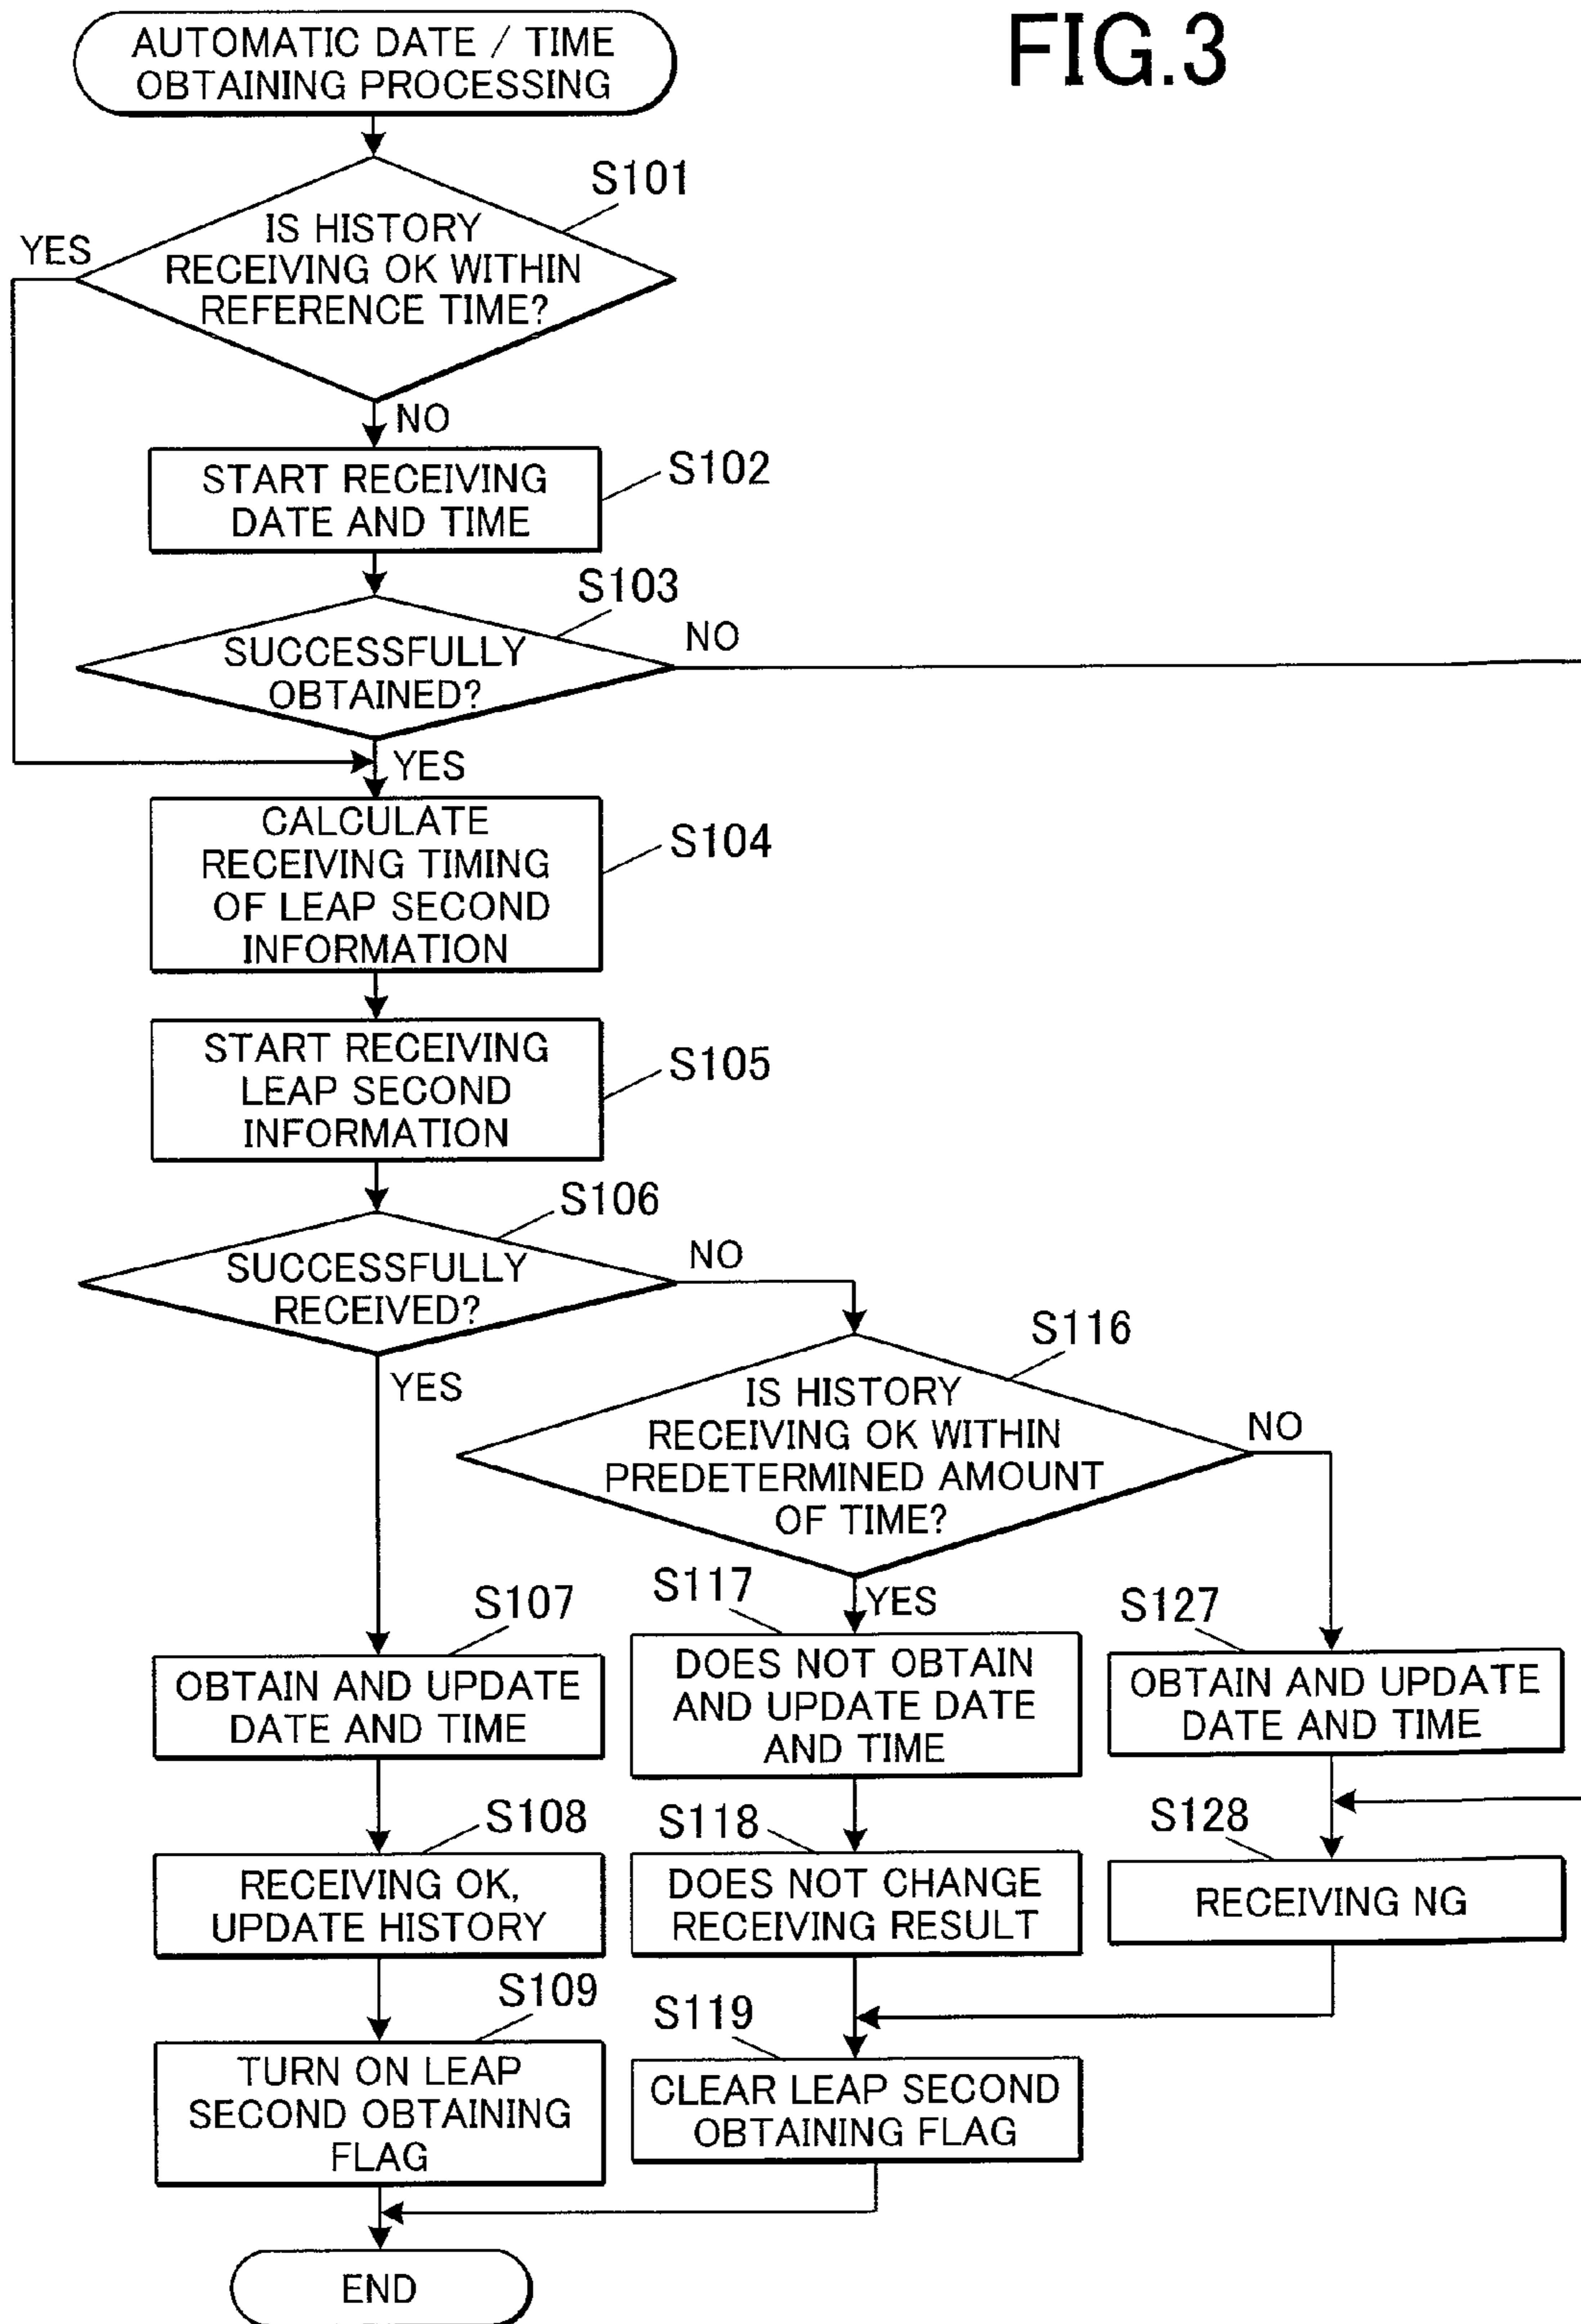 FIG.3
AUTOMATIC DATE / TIME
OBTAINING PROCESSING
S101
IS HISTORY
RECEIVING OK WITHIN
REFERENCE TIME?
YES
NO
S102
START RECEIVING
DATE AND TIME
S103
SUCCESSFULLY
OBTAINED?
NO
YES
CALCULATE
RECEIVING TIMING
OF LEAP SECOND
INFORMATION
S104
START RECEIVING
LEAP SECOND
INFORMATION
S105
S106
SUCCESSFULLY
RECEIVED?
NO
YES
S116
IS HISTORY
RECEIVING OK WITHIN
PREDETERMINED AMOUNT
OF TIME?
NO
YES
S107
OBTAIN AND UPDATE
DATE AND TIME
S117
DOES NOT OBTAIN
AND UPDATE DATE
AND TIME
S127
OBTAIN AND UPDATE
DATE AND TIME
S108
RECEIVING OK,
UPDATE HISTORY
S118
DOES NOT CHANGE
RECEIVING RESULT
S128
RECEIVING NG
S109
TURN ON LEAP
SECOND OBTAINING
FLAG
S119
CLEAR LEAP SECOND
OBTAINING FLAG
END